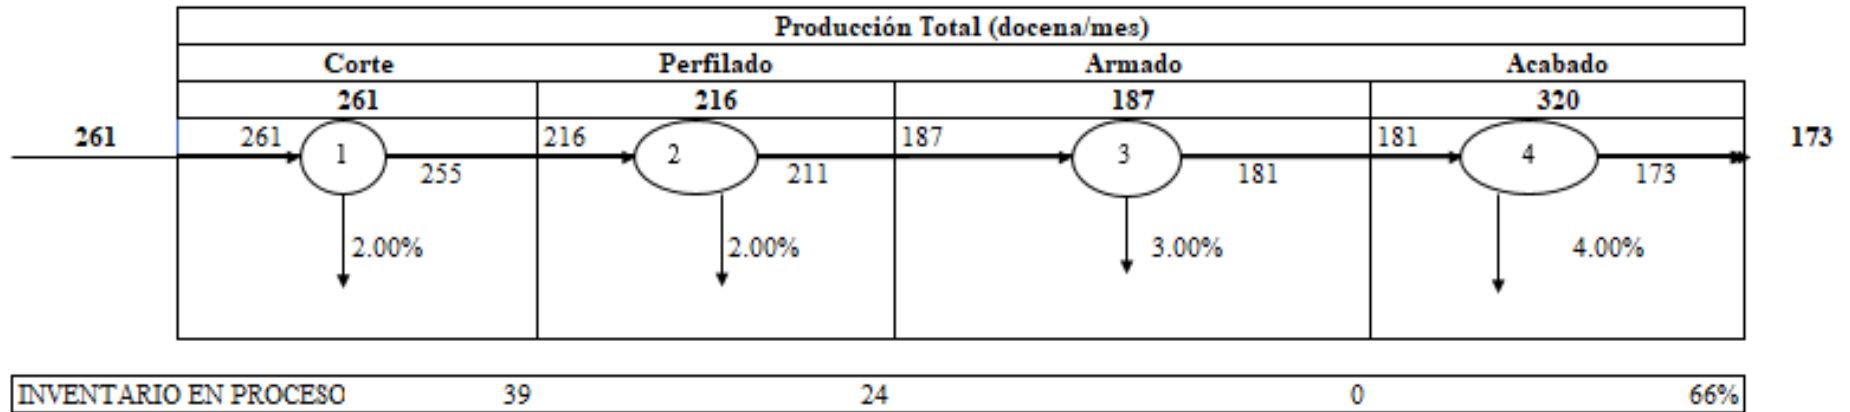 Producción Total (docena/mes)
Corte Perfilado Armado Acabado
261 216 187 320
261 261 1 216 2 187 3 181 4 173
255 211 181 173
2.00% 2.00% 3.00% 4.00%
INVENTARIO EN PROCESO 39 24 0 66%